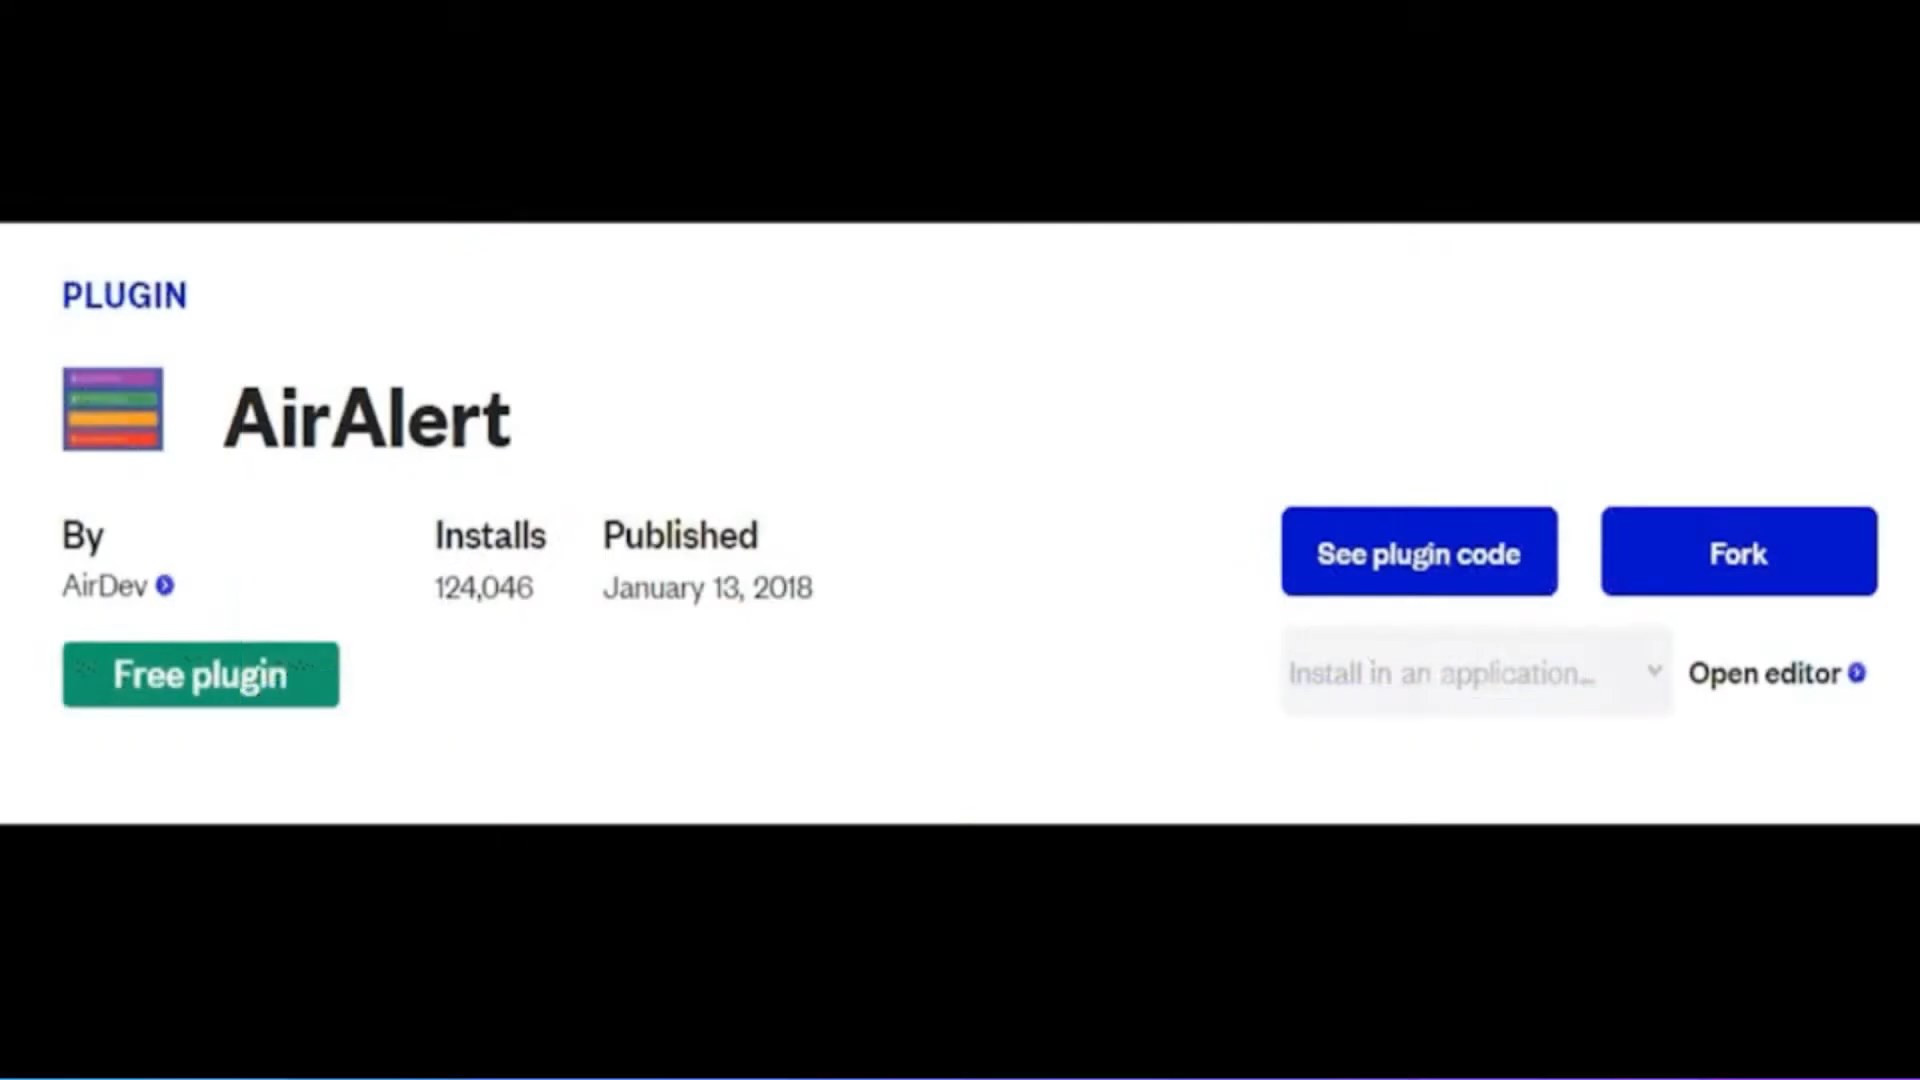 PLUGIN
AirAlert
By
AirDev
Installs
124,046
Published
January 13, 2018
Free plugin
See plugin code
Fork
Install in an application...
Open editor